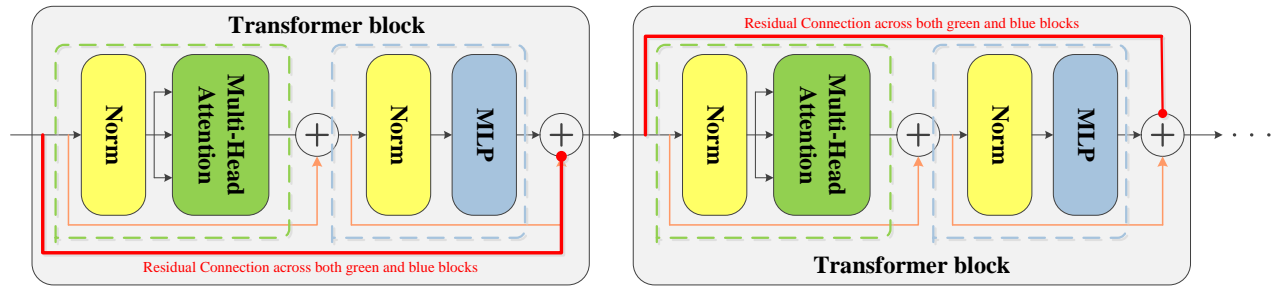 Transformer block
Norm
Multi-Head
Attention
Norm
MLP
Residual Connection across both green and blue blocks
Residual Connection across both green and blue blocks
Norm
Multi-Head
Attention
Norm
MLP
Transformer block